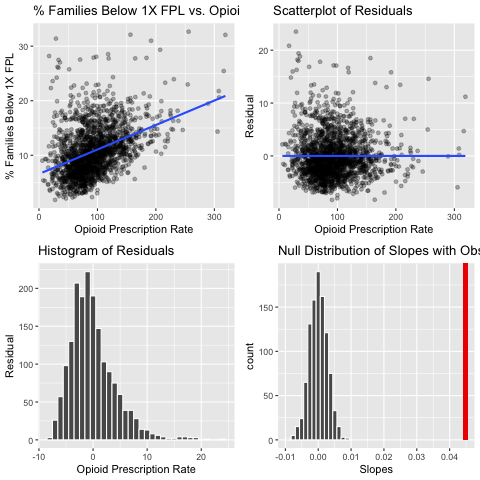 % Families Below 1X FPL vs. Opioi
% Families Below 1X FPL
30
20
10
0
100
200
300
Opioid Prescription Rate
Scatterplot of Residuals
Residual
20
10
0
0
100
200
300
Opioid Prescription Rate
Histogram of Residuals
Residual
200
150
100
50
0
-10
0
10
20
Opioid Prescription Rate
Null Distribution of Slopes with Obs
count
150
100
50
0
-0.01
0.00
0.01
0.02
0.03
0.04
Slopes